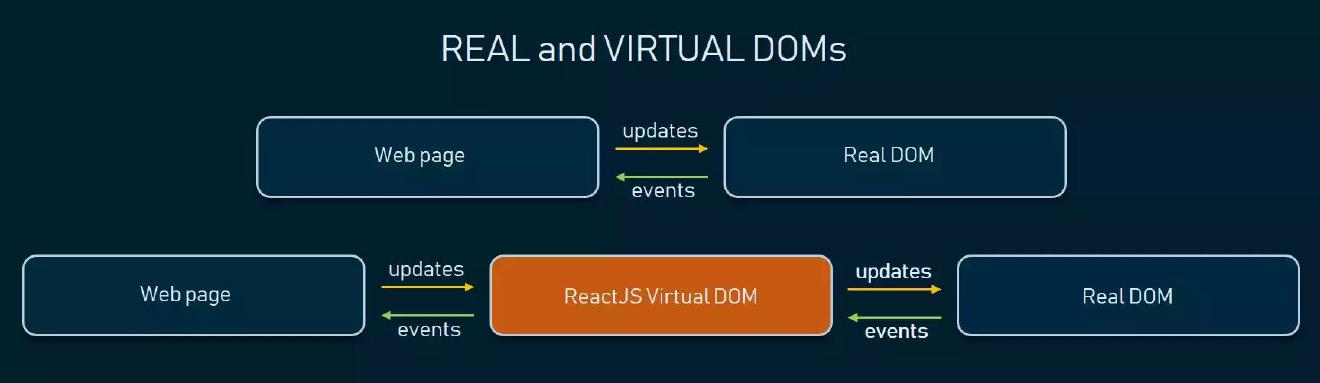 REAL and VIRTUAL DOMs
Web page
updates
events
Real DOM
Web page
updates
events
ReactJS Virtual DOM
updates
events
Real DOM